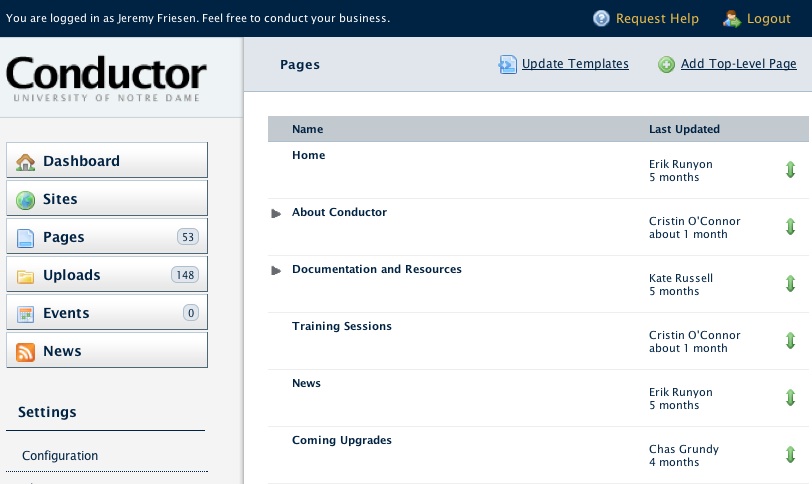 You are logged in as Jeremy Friesen. Feel free to conduct your business.
Request Help
Logout
Conductor
UNIVERSITY OF NOTRE DAME
Pages
Update Templates
Add Top-Level Page
Dashboard
Sites
Pages 53
Uploads 148
Events 0
News
Settings
Configuration
Name Last Updated
Home
Erik Runyon
5 months
About Conductor
Cristin O'Connor
about 1 month
Documentation and Resources
Kate Russell
5 months
Training Sessions
Cristin O'Connor
about 1 month
News
Erik Runyon
5 months
Coming Upgrades
Chas Grundy
4 months